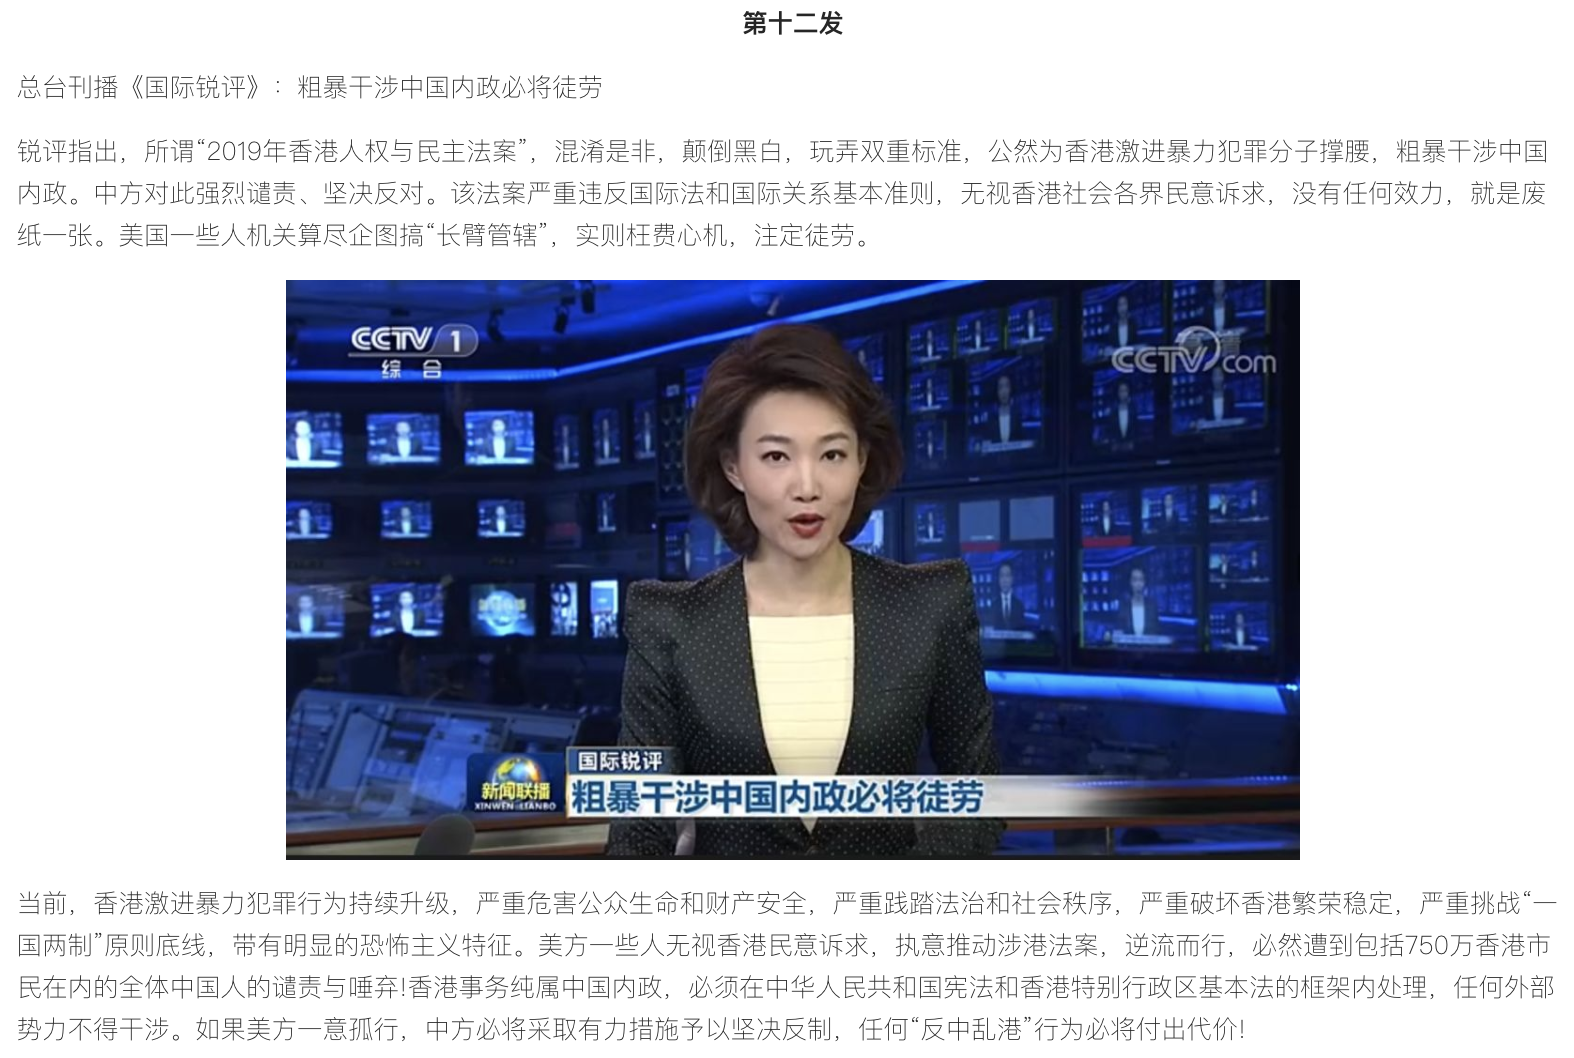 第十二发
总台刊播《国际锐评》：粗暴干涉中国内政必将徒劳
锐评指出，所谓“2019年香港人权与民主法案”，混淆是非，颠倒黑白，玩弄双重标准，公然为香港激进暴力犯罪分子撑腰，粗暴干涉中国
内政。中方对此强烈谴责、坚决反对。该法案严重违反国际法和国际关系基本准则，无视香港社会各界民意诉求，没有任何效力，就是废
纸一张。美国一些人机关算尽企图搞“长臂管辖”，实则枉费心机，注定徒劳。
CCTV 1
综合
CCTV com
国际锐评
新闻联播
XINWEN LIANBO
粗暴干涉中国内政必将徒劳
当前，香港激进暴力犯罪行为持续升级，严重危害公众生命和财产安全，严重践踏法治和社会秩序，严重破坏香港繁荣稳定，严重挑战“一
国两制”原则底线，带有明显的恐怖主义特征。美方一些人无视香港民意诉求，执意推动涉港法案，逆流而行，必然遭到包括750万香港市
民在内的全体中国人的谴责与唾弃!香港事务纯属中国内政，必须在中华人民共和国宪法和香港特别行政区基本法的框架内处理，任何外部
势力不得干涉。如果美方一意孤行，中方必将采取有力措施予以坚决反制，任何“反中乱港”行为必将付出代价!